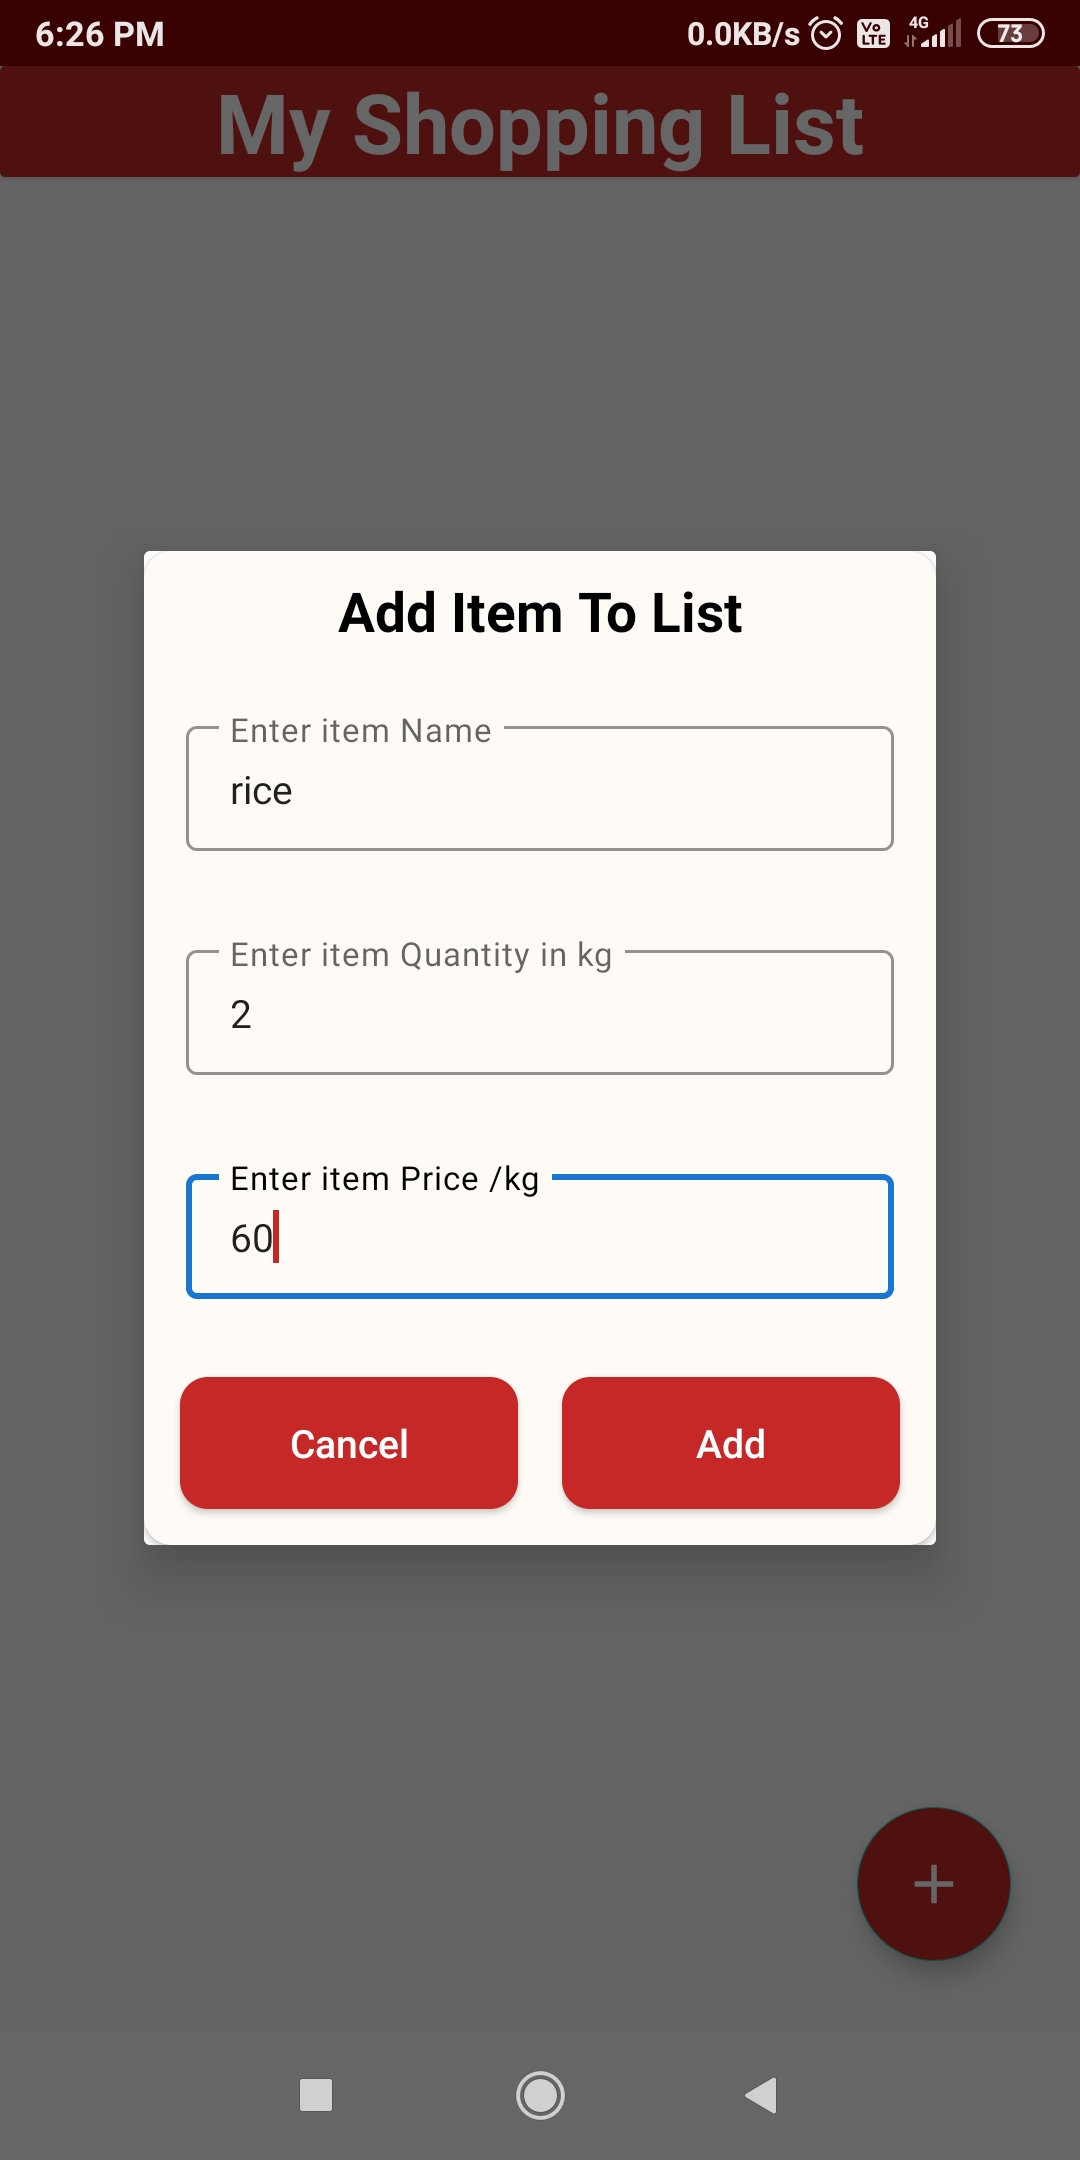 6:26 PM 0.0KB/s Vo LTE 4G 73
My Shopping List
Add Item To List
Enter item Name
rice
Enter item Quantity in kg
2
Enter item Price /kg
60
Cancel Add
+